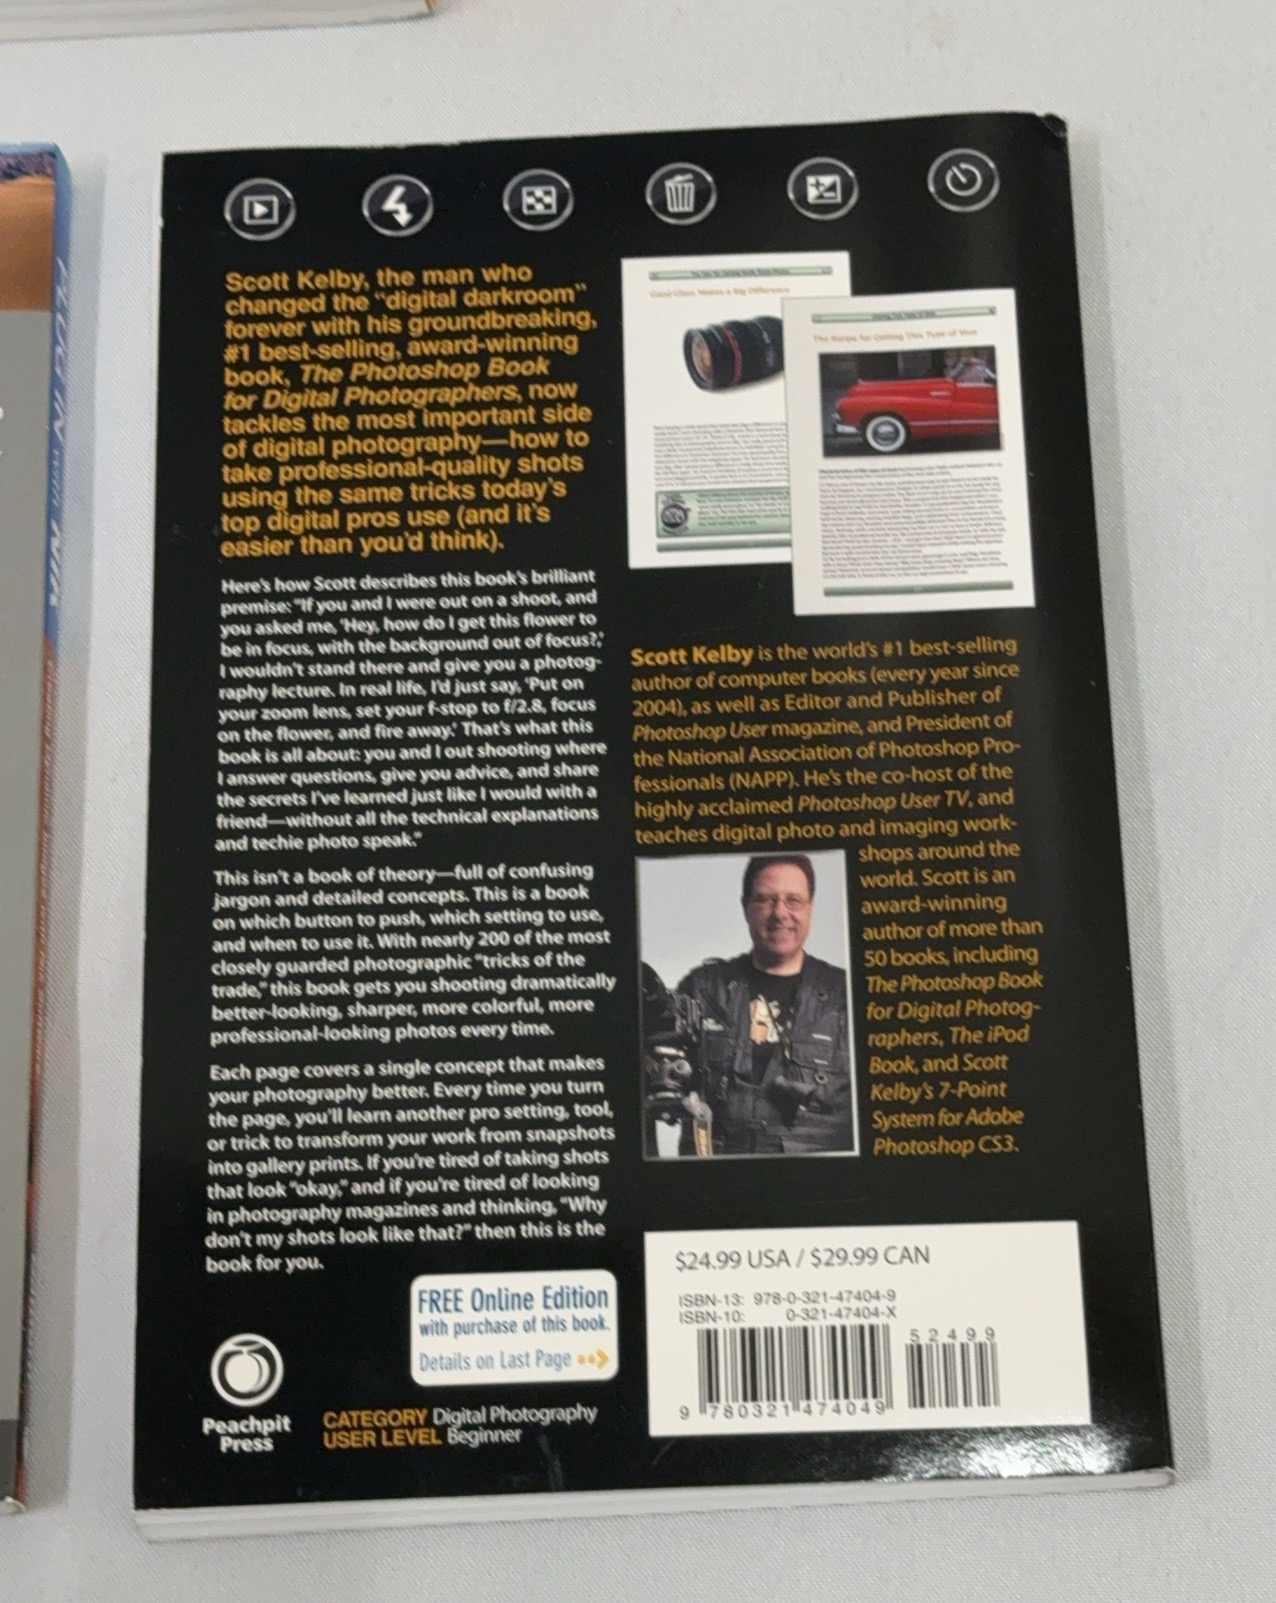 Scott Kelby, the man who
changed the "digital darkroom"
forever with his groundbreaking,
#1 best-selling, award-winning
book, The Photoshop Book
for Digital Photographers, now
tackles the most important side
of digital photography—how to
take professional-quality shots
using the same tricks today's
top digital pros use (and it's
easier than you'd think).
Here's how Scott describes this book's brilliant
premise: "If you and I were out on a shoot, and
you asked me, 'Hey, how do I get this flower to
be in focus, with the background out of focus?,'
I wouldn't stand there and give you a photog-
raphy lecture. In real life, I'd just say, 'Put on
your zoom lens, set your f-stop to f/2.8, focus
on the flower, and fire away.' That's what this
book is all about: you and I out shooting where
I answer questions, give you advice, and share
the secrets I've learned just like I would with a
friend—without all the technical explanations
and techie photo speak."
This isn't a book of theory—full of confusing
jargon and detailed concepts. This is a book
on which button to push, which setting to use,
and when to use it. With nearly 200 of the most
closely guarded photographic "tricks of the
trade," this book gets you shooting dramatically
better-looking, sharper, more colorful, more
professional-looking photos every time.
Each page covers a single concept that makes
your photography better. Every time you turn
the page, you'll learn another pro setting, tool,
or trick to transform your work from snapshots
into gallery prints. If you're tired of taking shots
that look "okay," and if you're tired of looking
in photography magazines and thinking, "Why
don't my shots look like that?" then this is the
book for you.
FREE Online Edition
with purchase of this book.
Details on Last Page
Peachpit
Press
CATEGORY Digital Photography
USER LEVEL Beginner
Good Glass Makes a Big Difference
The Recipe for Getting This Type of Shot
Scott Kelby is the world's #1 best-selling
author of computer books (every year since
2004), as well as Editor and Publisher of
Photoshop User magazine, and President of
the National Association of Photoshop Pro-
fessionals (NAPP). He's the co-host of the
highly acclaimed Photoshop User TV, and
teaches digital photo and imaging work-
shops around the
world. Scott is an
award-winning
author of more than
50 books, including
The Photoshop Book
for Digital Photog-
raphers, The iPod
Book, and Scott
Kelby's 7-Point
System for Adobe
Photoshop CS3.
$24.99 USA / $29.99 CAN
ISBN-13: 978-0-321-47404-9
ISBN-10: 0-321-47404-X
5 2 4 9 9
9 780321 474049